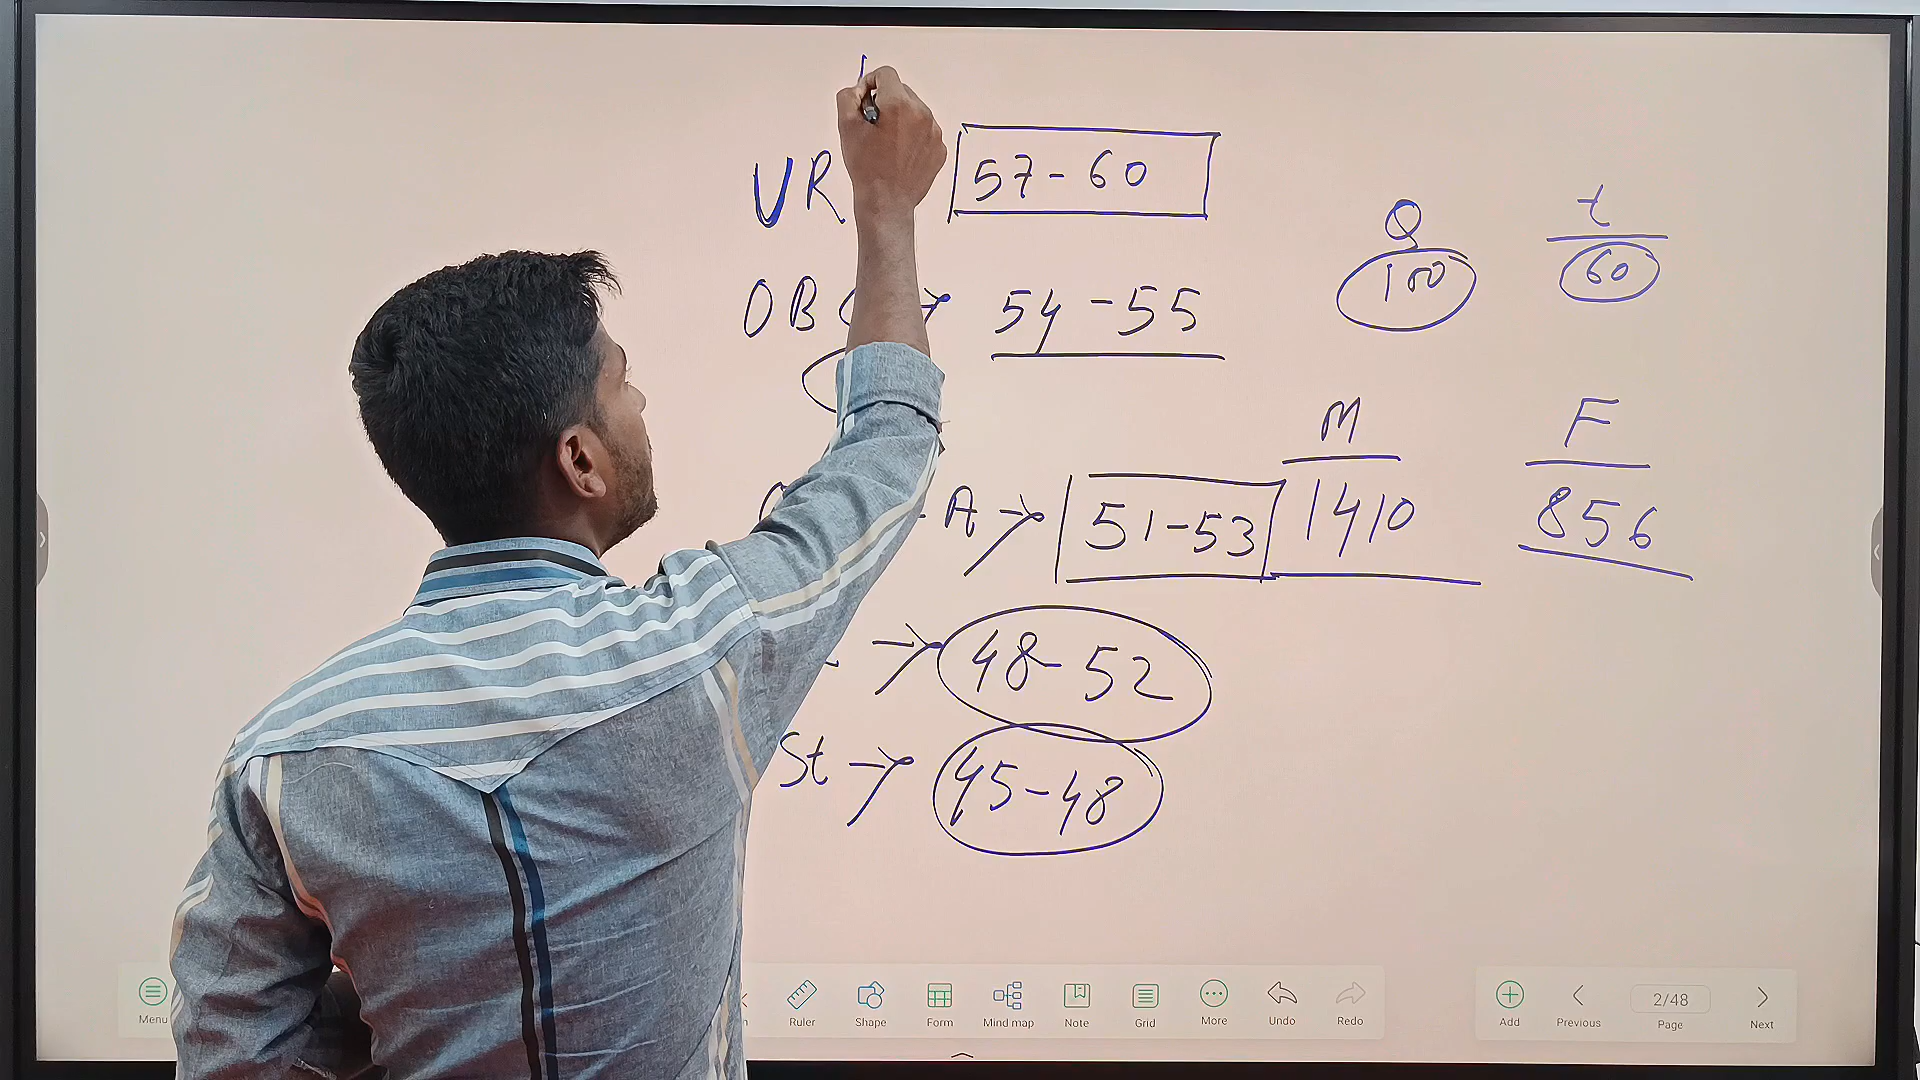 UR 57-60
Q t
100 60
OBC → 54-55
M F
A → 51-53 1410 856
→ 48-52
St → 45-48
Menu Ruler Shape Form Mind map Note Grid More Undo Redo Add Previous 2/48 Page Next